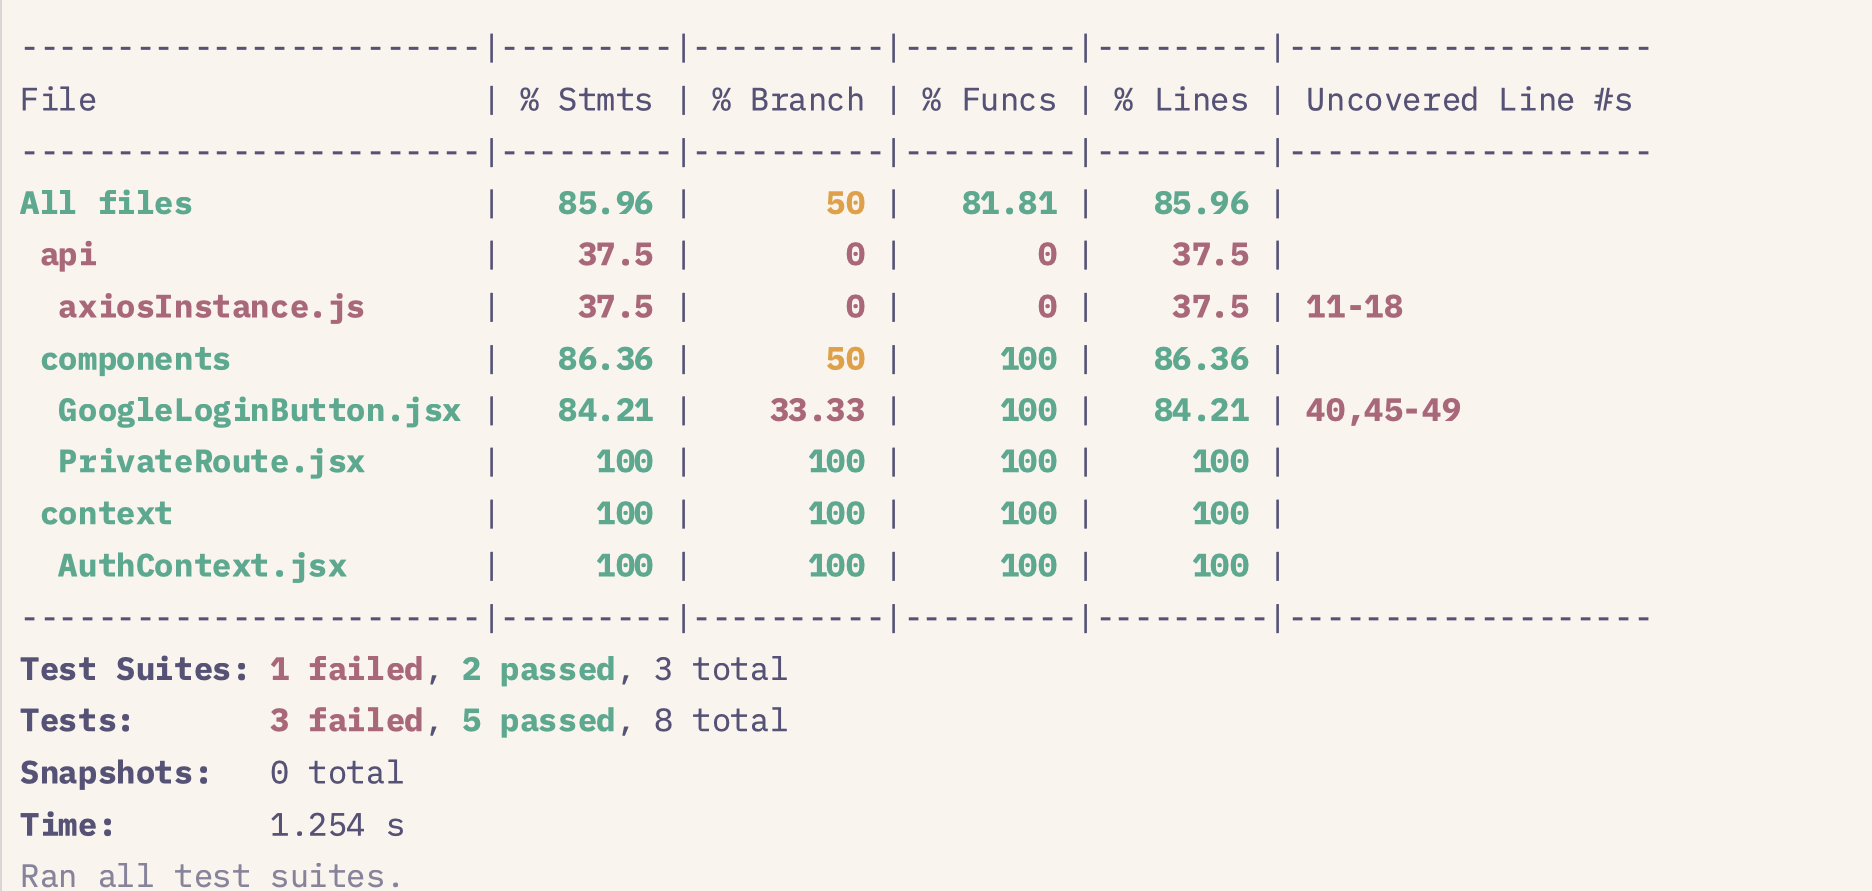 ------------------------|---------|----------|---------|---------|-------------------
File                    | % Stmts | % Branch | % Funcs | % Lines | Uncovered Line #s
------------------------|---------|----------|---------|---------|-------------------
All files               |   85.96 |       50 |   81.81 |   85.96 |
 api                    |    37.5 |        0 |       0 |    37.5 |
  axiosInstance.js      |    37.5 |        0 |       0 |    37.5 | 11-18
 components             |   86.36 |       50 |     100 |   86.36 |
  GoogleLoginButton.jsx |   84.21 |    33.33 |     100 |   84.21 | 40,45-49
  PrivateRoute.jsx      |     100 |      100 |     100 |     100 |
 context                |     100 |      100 |     100 |     100 |
  AuthContext.jsx       |     100 |      100 |     100 |     100 |
------------------------|---------|----------|---------|---------|-------------------
Test Suites: 1 failed, 2 passed, 3 total
Tests:       3 failed, 5 passed, 8 total
Snapshots:   0 total
Time:        1.254 s
Ran all test suites.